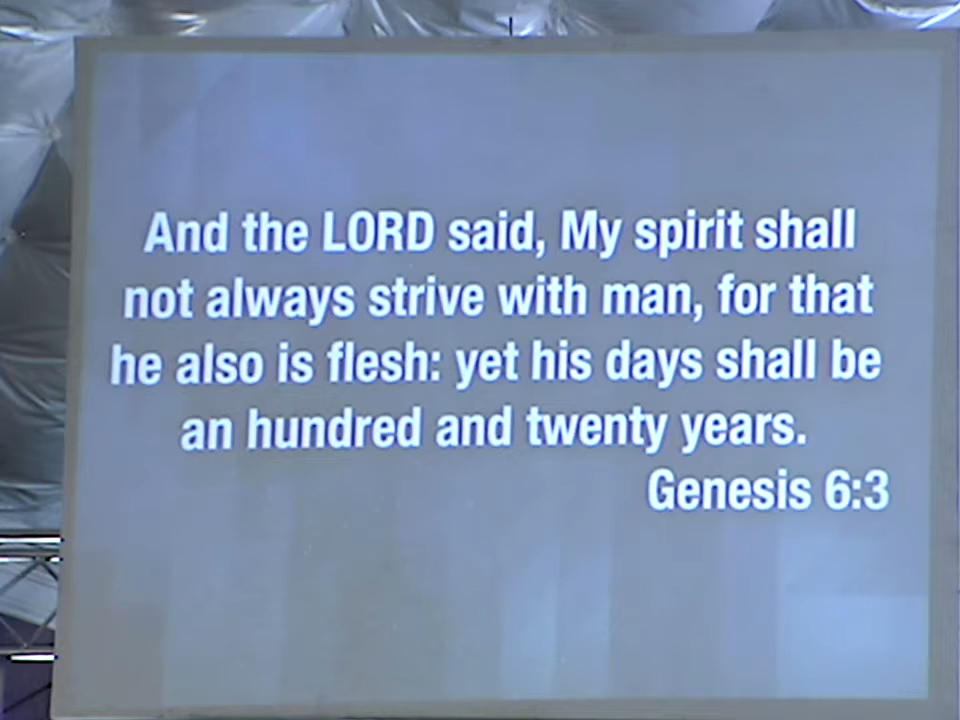 And the LORD said, My spirit shall
not always strive with man, for that
he also is flesh: yet his days shall be
an hundred and twenty years.
Genesis 6:3